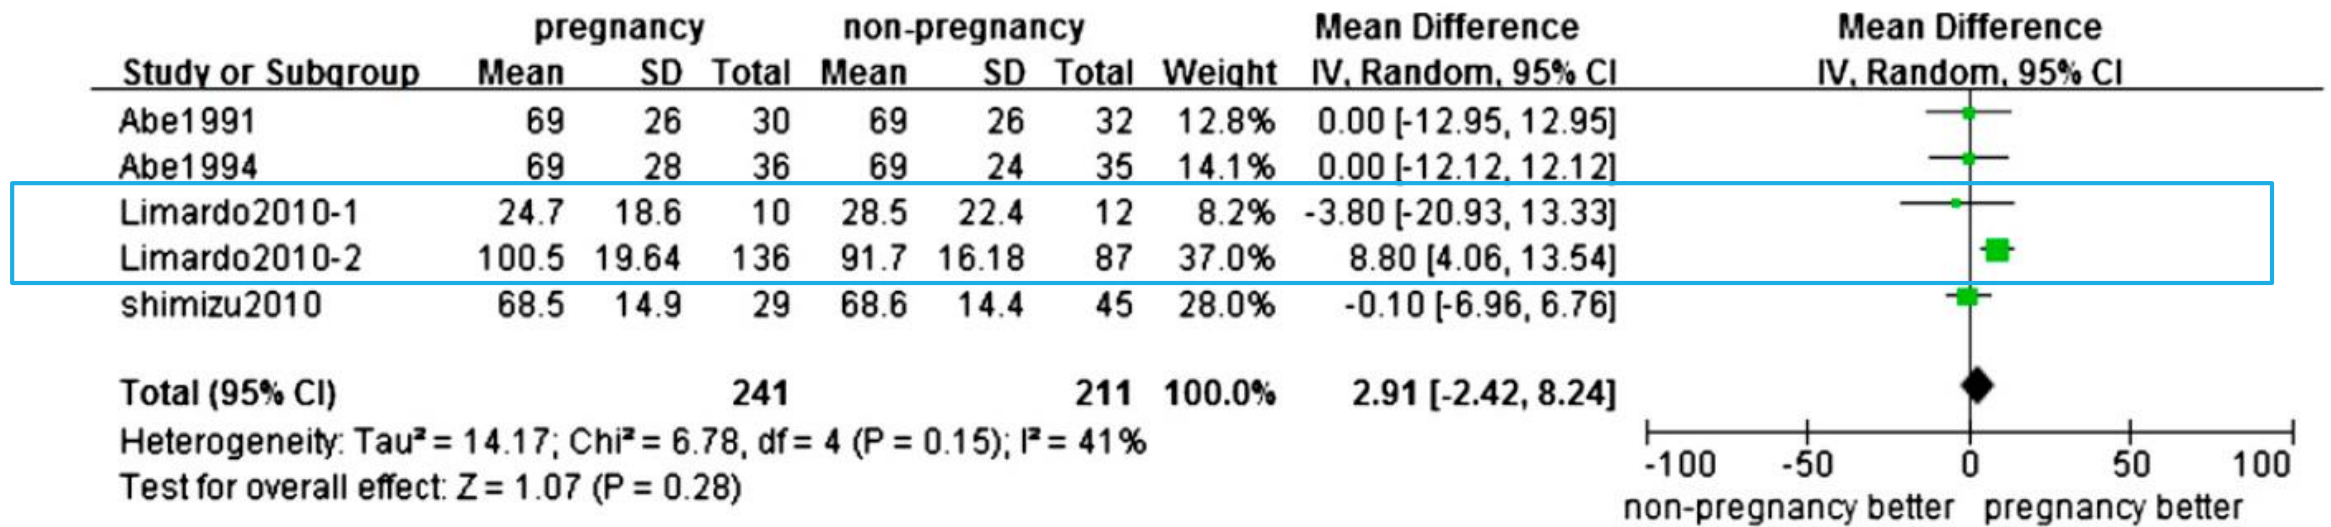 pregnancy non-pregnancy Mean Difference Mean Difference
Study or Subgroup Mean SD Total Mean SD Total Weight IV, Random, 95% CI IV, Random, 95% CI
Abe1991 69 26 30 69 26 32 12.8% 0.00 [-12.95, 12.95]
Abe1994 69 28 36 69 24 35 14.1% 0.00 [-12.12, 12.12]
Limardo2010-1 24.7 18.6 10 28.5 22.4 12 8.2% -3.80 [-20.93, 13.33]
Limardo2010-2 100.5 19.64 136 91.7 16.18 87 37.0% 8.80 [4.06, 13.54]
shimizu2010 68.5 14.9 29 68.6 14.4 45 28.0% -0.10 [-6.96, 6.76]
Total (95% CI) 241 211 100.0% 2.91 [-2.42, 8.24]
Heterogeneity: Tau² = 14.17; Chi² = 6.78, df = 4 (P = 0.15); I² = 41%
Test for overall effect: Z = 1.07 (P = 0.28)
-100 -50 0 50 100
non-pregnancy better pregnancy better